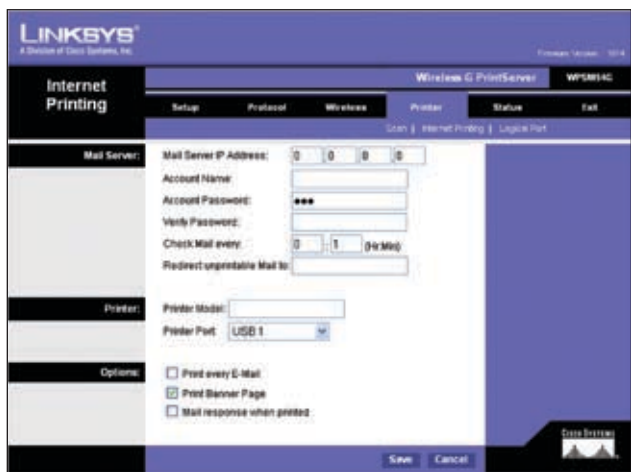 LINKSYS®
A Division of Cisco Systems, Inc.
Firmware Version:
Wireless G PrintServer
WPSM54G
Internet Printing
Setup Protocol Wireless Printer Status Exit
Scan | Internet Printing | Logical Port
Mail Server:
Mail Server IP Address: 0 0 0 0
Account Name:
Account Password: •••
Verify Password:
Check Mail every: 0 : 1 (Hr:Min)
Redirect unprintable Mail to:
Printer:
Printer Model:
Printer Port: USB 1
Options:
Print every E-Mail
Print Banner Page
Mail response when printed
Save Cancel
Cisco Systems